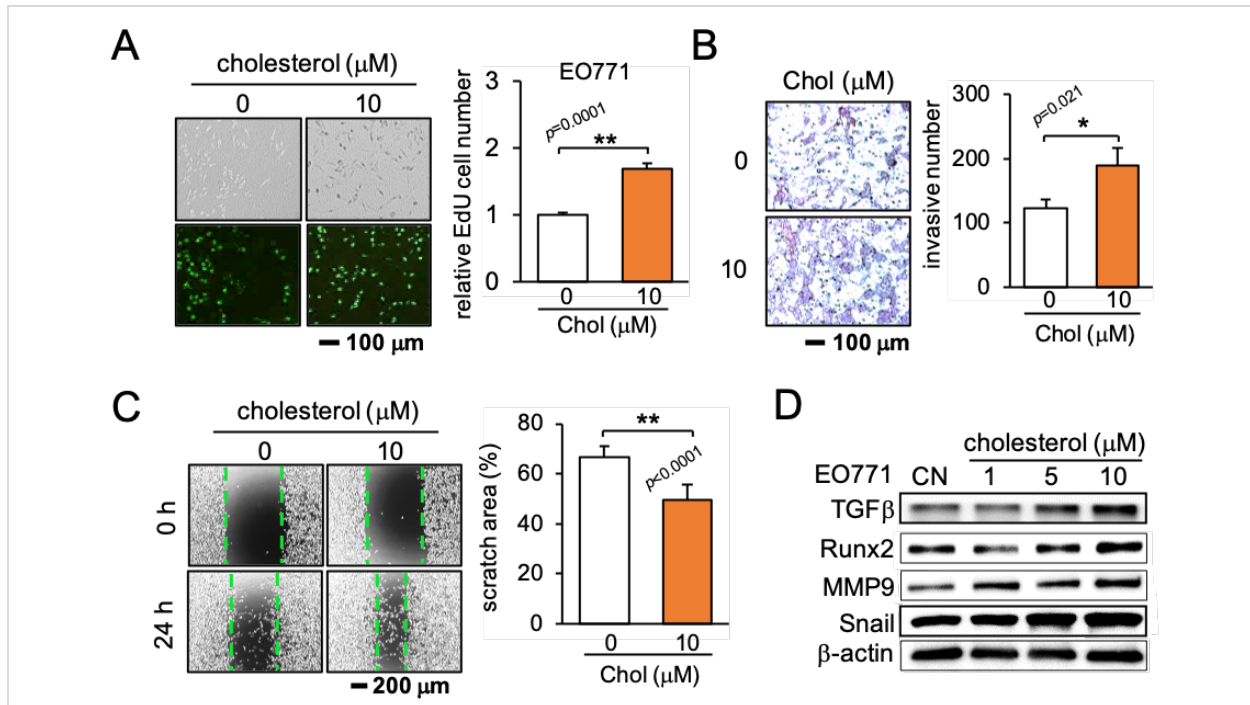 A
cholesterol (μM)
0 10
100 μm
EO771
relative EdU cell number
3
2
1
0
p=0.0001
**
0 10
Chol (μM)
B
Chol (μM)
0
10
100 μm
invasive number
300
200
100
0
p=0.021
*
0 10
Chol (μM)
C
cholesterol (μM)
0 10
0 h
24 h
200 μm
scratch area (%)
80
60
40
20
0
**
p<0.0001
0 10
Chol (μM)
D
cholesterol (μM)
EO771 CN 1 5 10
TGFβ
Runx2
MMP9
Snail
β-actin